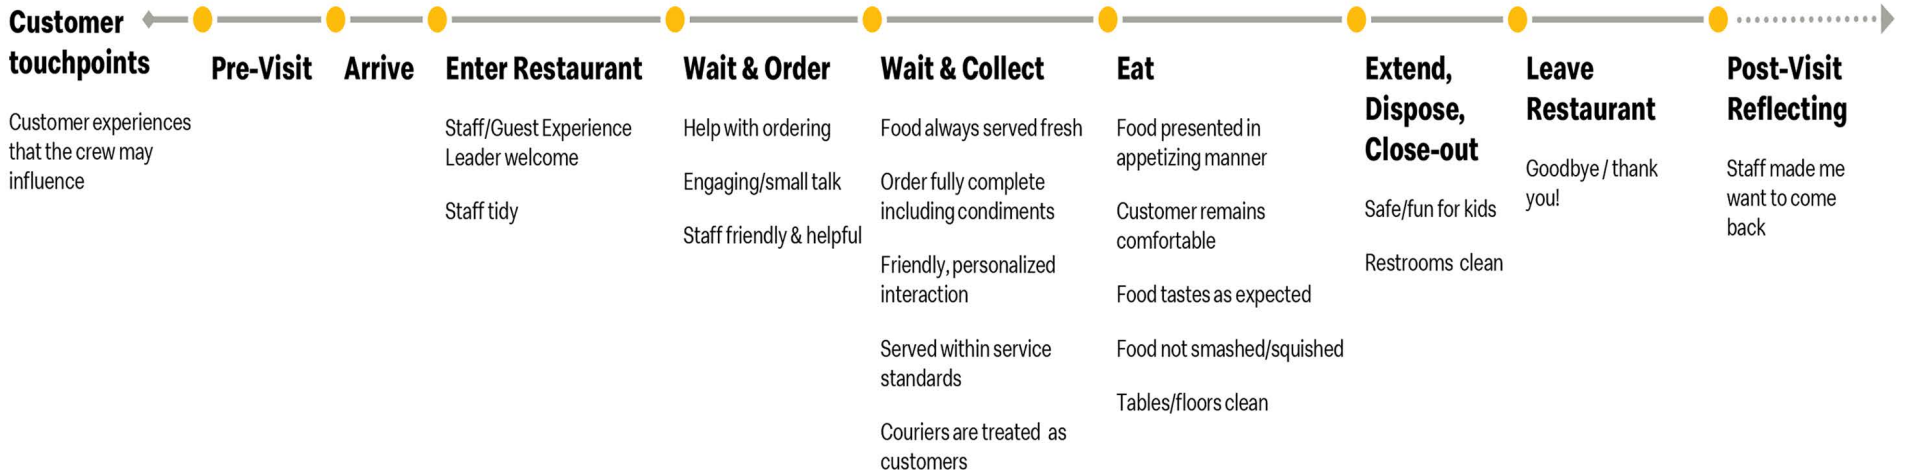 Customer
touchpoints
Customer experiences
that the crew may
influence
Pre-Visit
Arrive
Enter Restaurant
Staff/Guest Experience
Leader welcome
Staff tidy
Wait & Order
Help with ordering
Engaging/small talk
Staff friendly & helpful
Wait & Collect
Food always served fresh
Order fully complete
including condiments
Friendly, personalized
interaction
Served within service
standards
Couriers are treated as
customers
Eat
Food presented in
appetizing manner
Customer remains
comfortable
Food tastes as expected
Food not smashed/squished
Tables/floors clean
Extend,
Dispose,
Close-out
Safe/fun for kids
Restrooms clean
Leave
Restaurant
Goodbye / thank
you!
Post-Visit
Reflecting
Staff made me
want to come
back